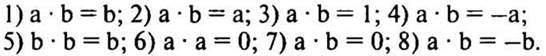 1) a · b = b; 2) a · b = a; 3) a · b = 1; 4) a · b = –a;
5) b · b = b; 6) a · a = 0; 7) a · b = 0; 8) a · b = –b.